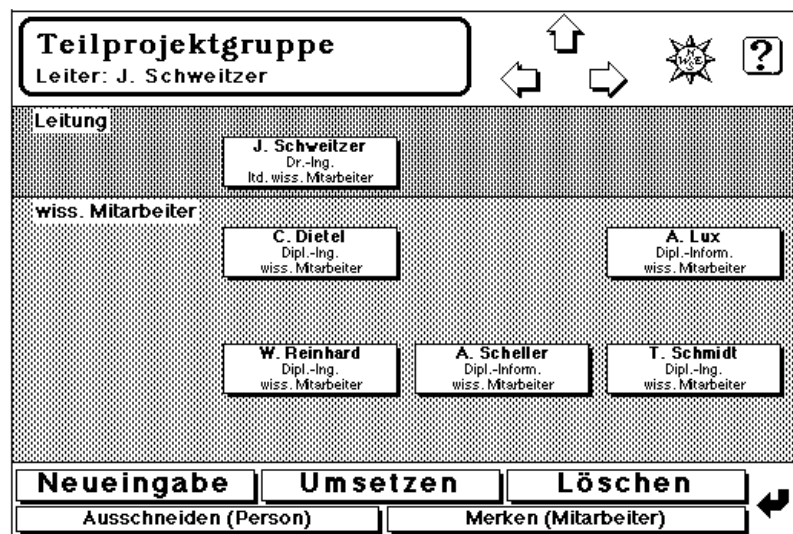 Teilprojektgruppe
Leiter: J. Schweitzer
N
W E
S
?
Leitung
J. Schweitzer
Dr.-Ing.
ltd. wiss. Mitarbeiter
wiss. Mitarbeiter
C. Dietel
Dipl.-Ing.
wiss. Mitarbeiter
A. Lux
Dipl.-Inform.
wiss. Mitarbeiter
W. Reinhard
Dipl.-Ing.
wiss. Mitarbeiter
A. Scheller
Dipl.-Inform.
wiss. Mitarbeiter
T. Schmidt
Dipl.-Ing.
wiss. Mitarbeiter
Neueingabe
Umsetzen
Löschen
Ausschneiden (Person)
Merken (Mitarbeiter)